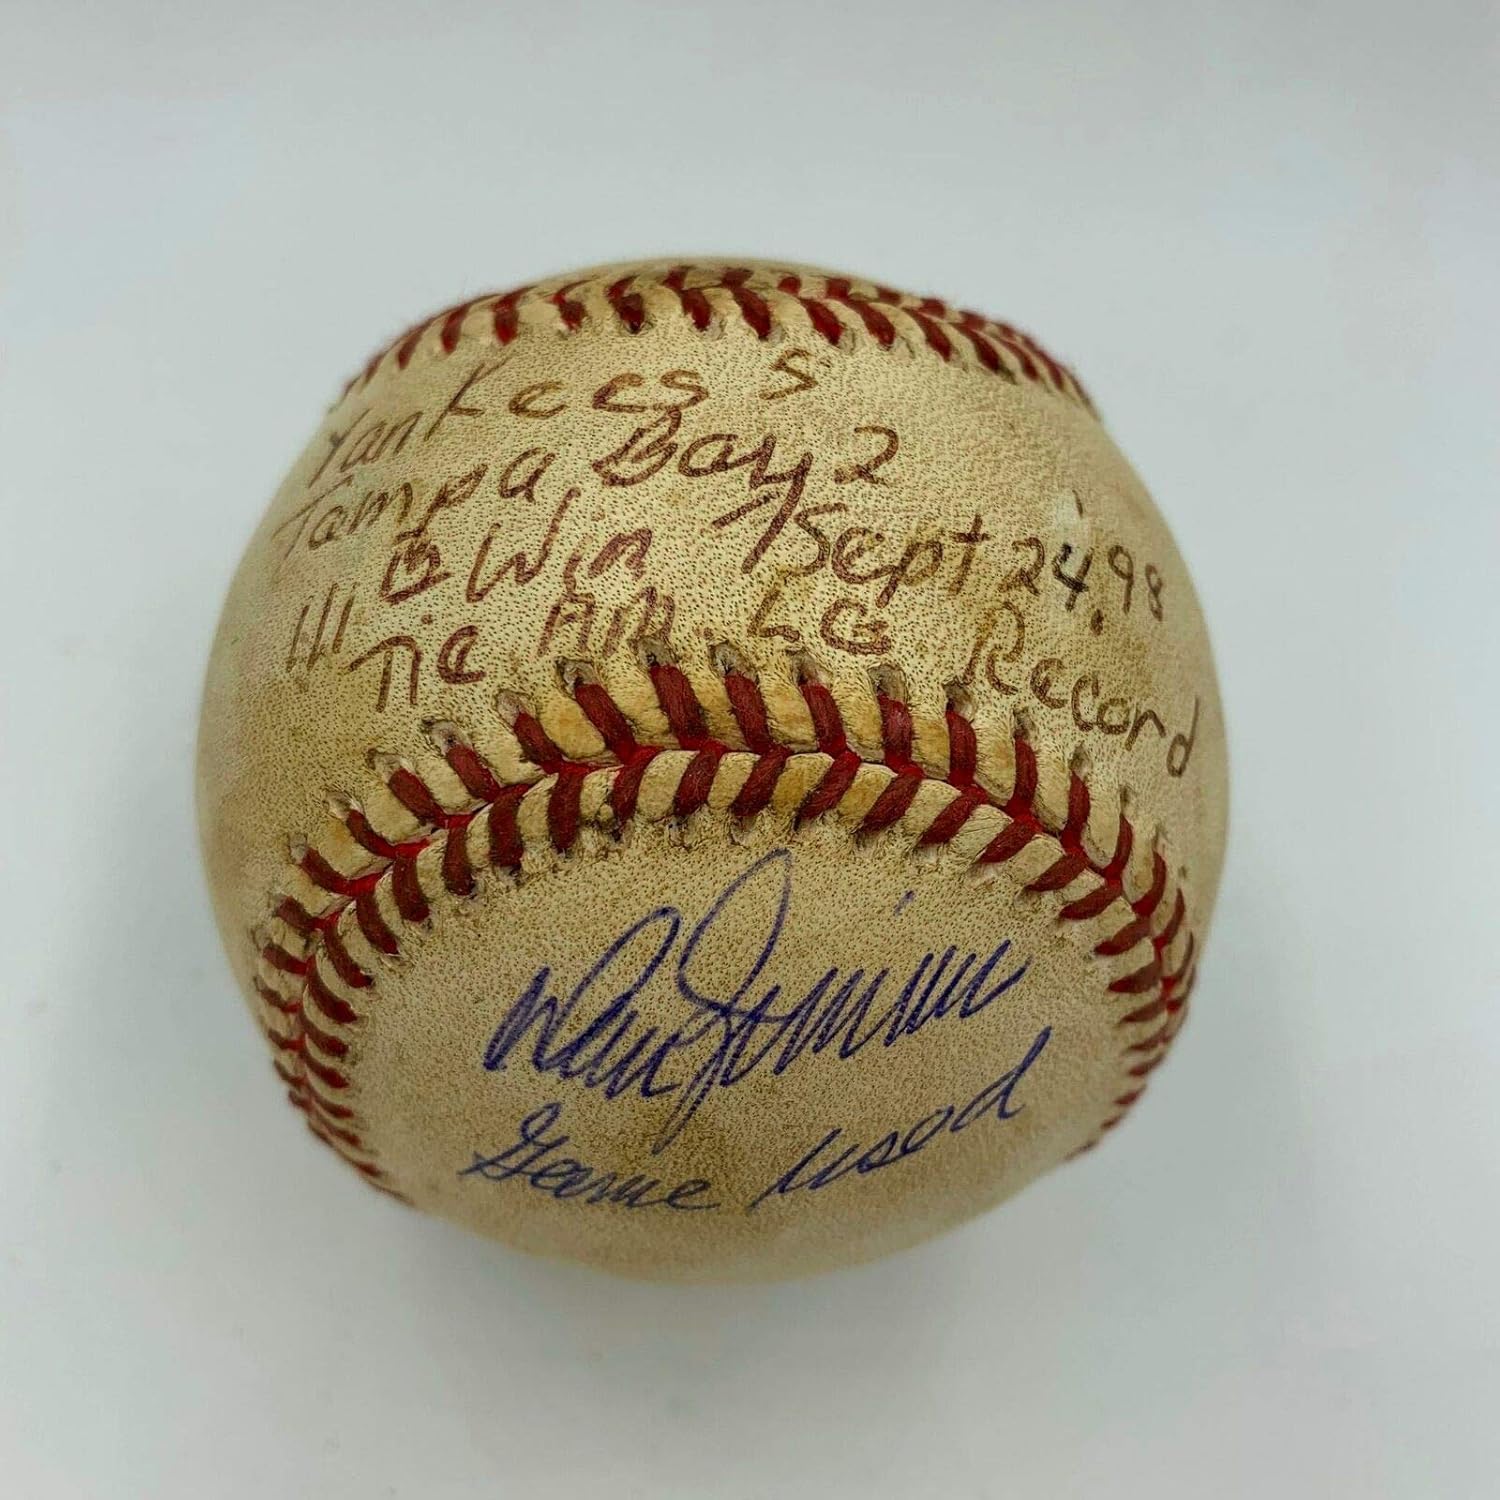 Yankees 5
Tampa Bay 2
111 Win Sept 24, 98
Tie AM. LG Record
Game used